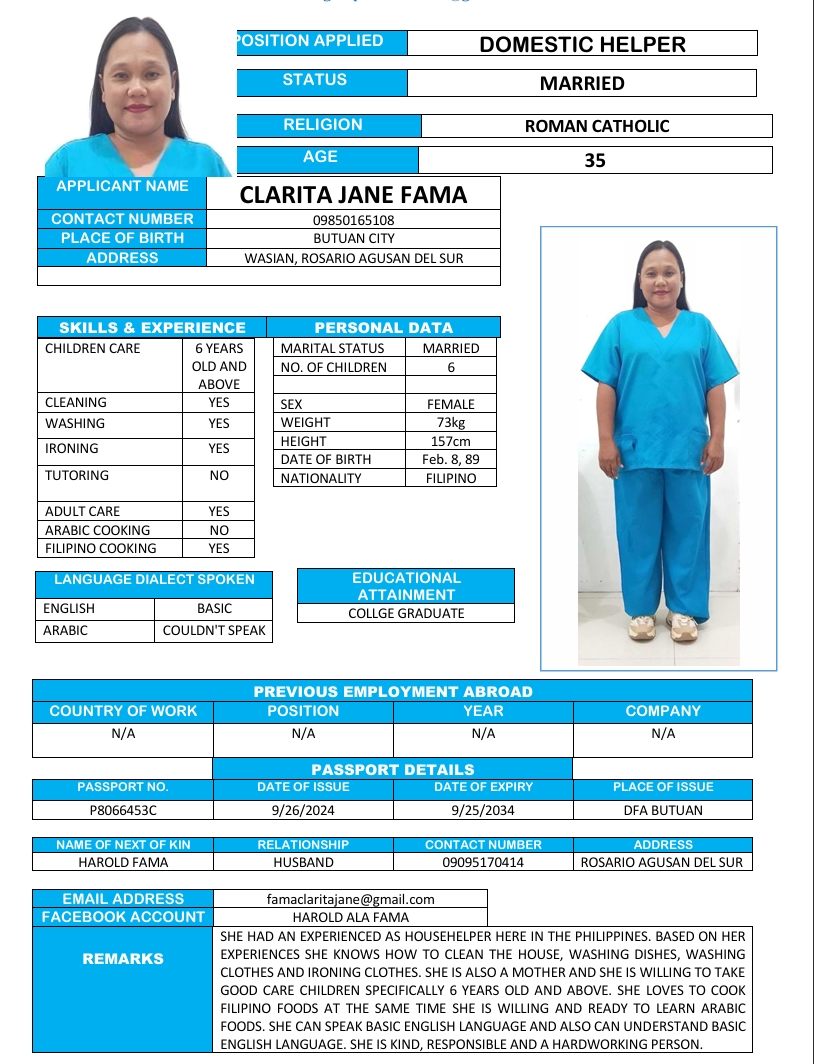 POSITION APPLIED DOMESTIC HELPER
STATUS MARRIED
RELIGION ROMAN CATHOLIC
AGE 35
APPLICANT NAME CLARITA JANE FAMA
CONTACT NUMBER 09850165108
PLACE OF BIRTH BUTUAN CITY
ADDRESS WASIAN, ROSARIO AGUSAN DEL SUR
SKILLS & EXPERIENCE
CHILDREN CARE 6 YEARS
OLD AND
ABOVE
CLEANING YES
WASHING YES
IRONING YES
TUTORING NO
ADULT CARE YES
ARABIC COOKING NO
FILIPINO COOKING YES
PERSONAL DATA
MARITAL STATUS MARRIED
NO. OF CHILDREN 6
SEX FEMALE
WEIGHT 73kg
HEIGHT 157cm
DATE OF BIRTH Feb. 8, 89
NATIONALITY FILIPINO
LANGUAGE DIALECT SPOKEN
ENGLISH BASIC
ARABIC COULDN'T SPEAK
EDUCATIONAL
ATTAINMENT
COLLGE GRADUATE
PREVIOUS EMPLOYMENT ABROAD
COUNTRY OF WORK POSITION YEAR COMPANY
N/A N/A N/A N/A
PASSPORT DETAILS
PASSPORT NO. DATE OF ISSUE DATE OF EXPIRY PLACE OF ISSUE
P8066453C 9/26/2024 9/25/2034 DFA BUTUAN
NAME OF NEXT OF KIN RELATIONSHIP CONTACT NUMBER ADDRESS
HAROLD FAMA HUSBAND 09095170414 ROSARIO AGUSAN DEL SUR
EMAIL ADDRESS famaclaritajane@gmail.com
FACEBOOK ACCOUNT HAROLD ALA FAMA
REMARKS
SHE HAD AN EXPERIENCED AS HOUSEHELPER HERE IN THE PHILIPPINES. BASED ON HER
EXPERIENCES SHE KNOWS HOW TO CLEAN THE HOUSE, WASHING DISHES, WASHING
CLOTHES AND IRONING CLOTHES. SHE IS ALSO A MOTHER AND SHE IS WILLING TO TAKE
GOOD CARE CHILDREN SPECIFICALLY 6 YEARS OLD AND ABOVE. SHE LOVES TO COOK
FILIPINO FOODS AT THE SAME TIME SHE IS WILLING AND READY TO LEARN ARABIC
FOODS. SHE CAN SPEAK BASIC ENGLISH LANGUAGE AND ALSO CAN UNDERSTAND BASIC
ENGLISH LANGUAGE. SHE IS KIND, RESPONSIBLE AND A HARDWORKING PERSON.